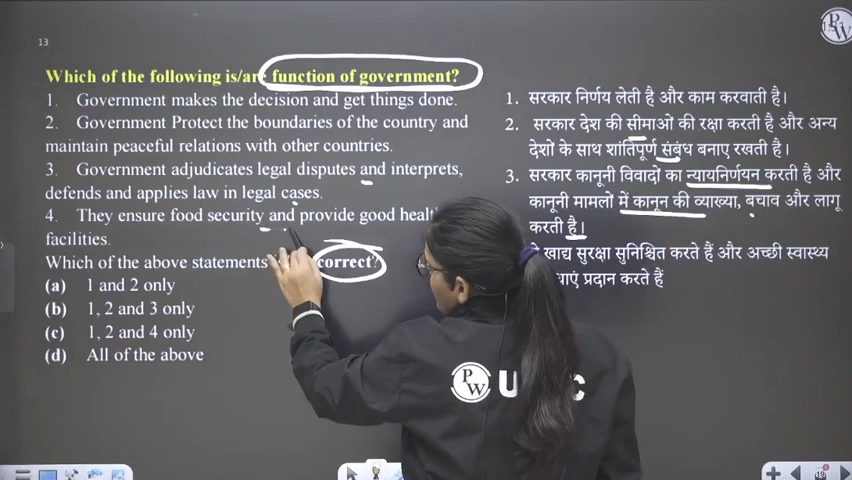 13
Which of the following is/are function of government?
1. Government makes the decision and get things done.
2. Government Protect the boundaries of the country and
maintain peaceful relations with other countries.
3. Government adjudicates legal disputes and interprets,
defends and applies law in legal cases.
4. They ensure food security and provide good
facilities.
Which of the above statements correct?
(a) 1 and 2 only
(b) 1, 2 and 3 only
(c) 1, 2 and 4 only
(d) All of the above
1. सरकार निर्णय लेती है और काम करवाती है।
2. सरकार देश की सीमाओं की रक्षा करती है और अन्य
देशों के साथ शांतिपूर्ण संबंध बनाए रखती है।
3. सरकार कानूनी विवादों का न्यायनिर्णयन करती है और
कानूनी मामलों में कानून की व्याख्या, बचाव और लागू
करती है।
खाद्य सुरक्षा सुनिश्चित करते हैं और अच्छी स्वास्थ्य
प्रदान करते हैं
PW
PW